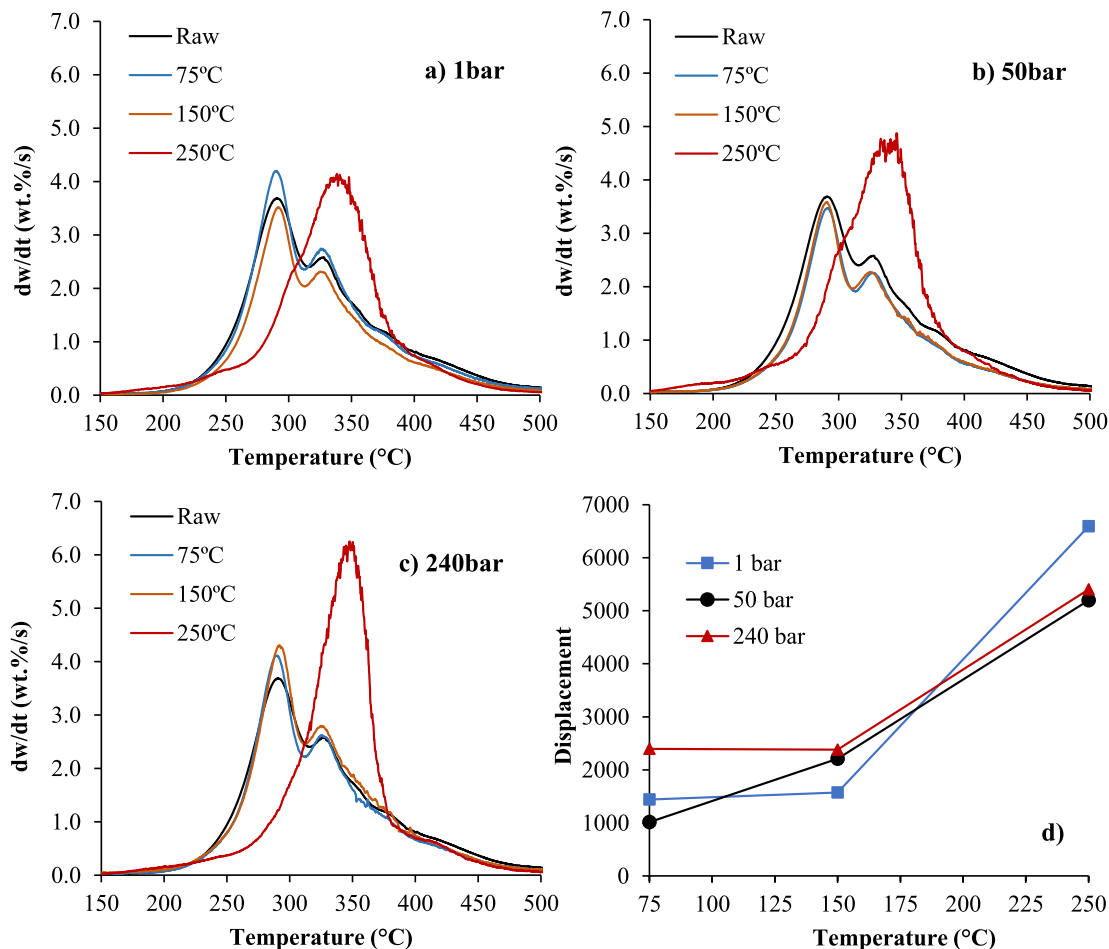 7.0
6.0
5.0
4.0
3.0
2.0
1.0
0.0
dw/dt (wt.%/s)
Raw
75ºC
150ºC
250ºC
a) 1bar
150 200 250 300 350 400 450 500
Temperature (°C)
7.0
6.0
5.0
4.0
3.0
2.0
1.0
0.0
dw/dt (wt.%/s)
Raw
75ºC
150ºC
250ºC
b) 50bar
150 200 250 300 350 400 450 500
Temperature (°C)
7.0
6.0
5.0
4.0
3.0
2.0
1.0
0.0
dw/dt (wt.%/s)
Raw
75ºC
150ºC
250ºC
c) 240bar
150 200 250 300 350 400 450 500
Temperature (°C)
7000
6000
5000
4000
3000
2000
1000
0
Displacement
1 bar
50 bar
240 bar
d)
75 100 125 150 175 200 225 250
Temperature (°C)